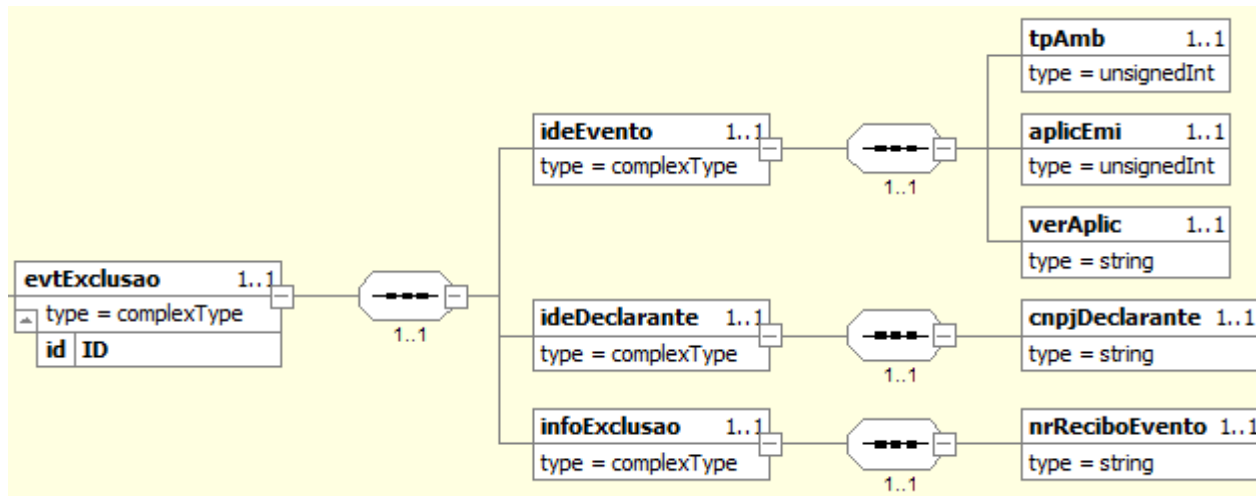 tpAmb 1..1
type = unsignedInt
ideEvento 1..1
type = complexType
1..1
aplicEmi 1..1
type = unsignedInt
verAplic 1..1
type = string
evtExclusao 1..1
type = complexType
id ID
1..1
ideDeclarante 1..1
type = complexType
1..1
cnpjDeclarante 1..1
type = string
infoExclusao 1..1
type = complexType
1..1
nrReciboEvento 1..1
type = string